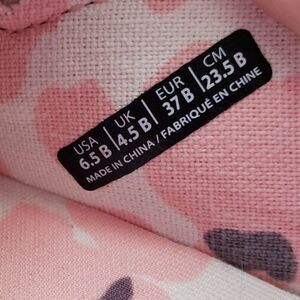 USA | UK | EUR | CM
6.5 B | 4.5 B | 37 B | 23.5 B
MADE IN CHINA / FABRIQUÉ EN CHINE